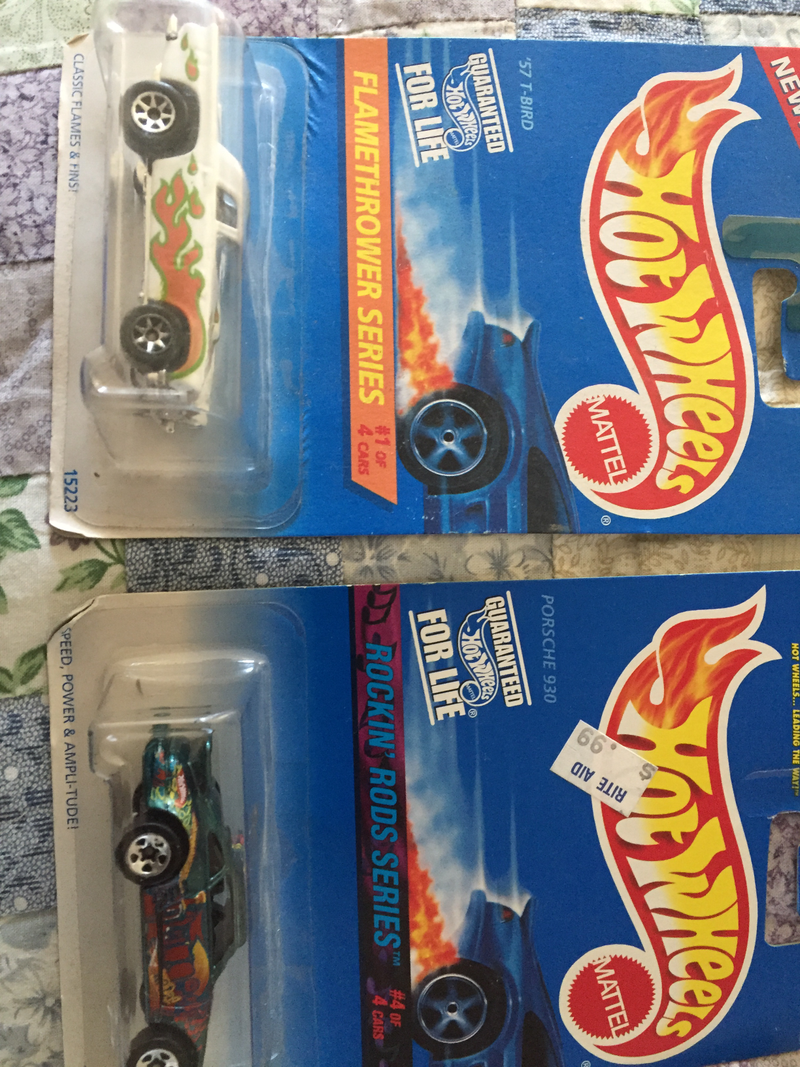 NEW
HOT WHEELS
MATTEL
®
'57 T-BIRD
GUARANTEED
HOT WHEELS
FOR LIFE
FLAMETHROWER SERIES
#1 OF
4 CARS
CLASSIC FLAMES & FINS!
15223
HOT WHEELS... LEADING THE WAY!
HOT WHEELS
MATTEL
®
RITE AID
$ .99
PORSCHE 930
GUARANTEED
HOT WHEELS
FOR LIFE
®
ROCKIN' RODS SERIES™
#4 OF
4 CARS
SPEED, POWER & AMPLI-TUDE!